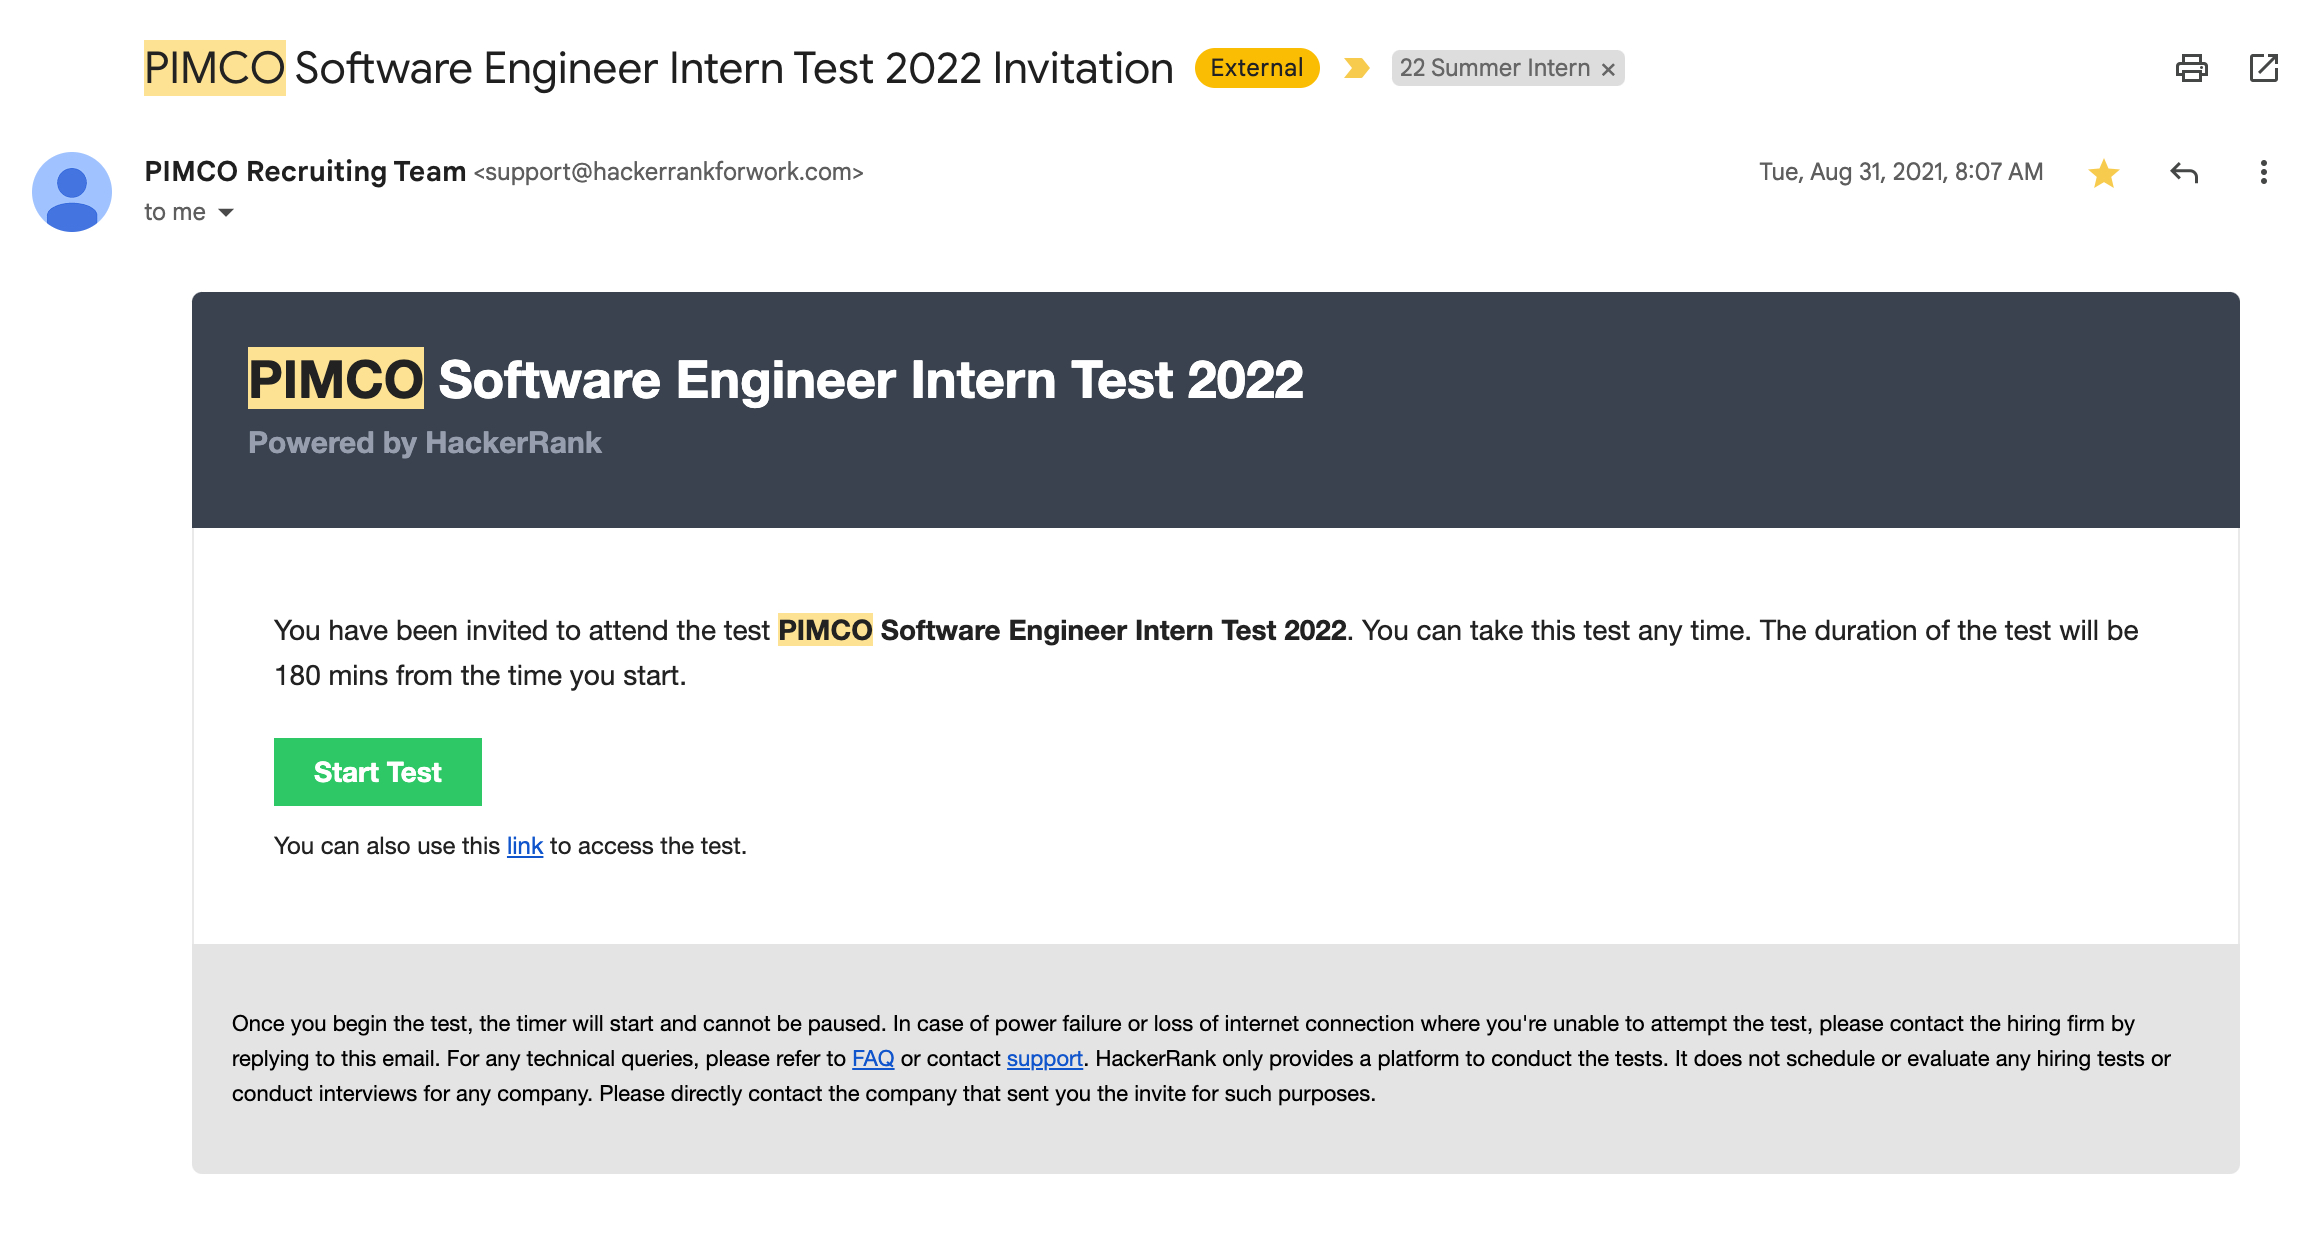 PIMCO Software Engineer Intern Test 2022 Invitation External 22 Summer Intern ×
PIMCO Recruiting Team <support@hackerrankforwork.com> Tue, Aug 31, 2021, 8:07 AM
to me
PIMCO Software Engineer Intern Test 2022
Powered by HackerRank
You have been invited to attend the test PIMCO Software Engineer Intern Test 2022. You can take this test any time. The duration of the test will be
180 mins from the time you start.
Start Test
You can also use this link to access the test.
Once you begin the test, the timer will start and cannot be paused. In case of power failure or loss of internet connection where you're unable to attempt the test, please contact the hiring firm by
replying to this email. For any technical queries, please refer to FAQ or contact support. HackerRank only provides a platform to conduct the tests. It does not schedule or evaluate any hiring tests or
conduct interviews for any company. Please directly contact the company that sent you the invite for such purposes.